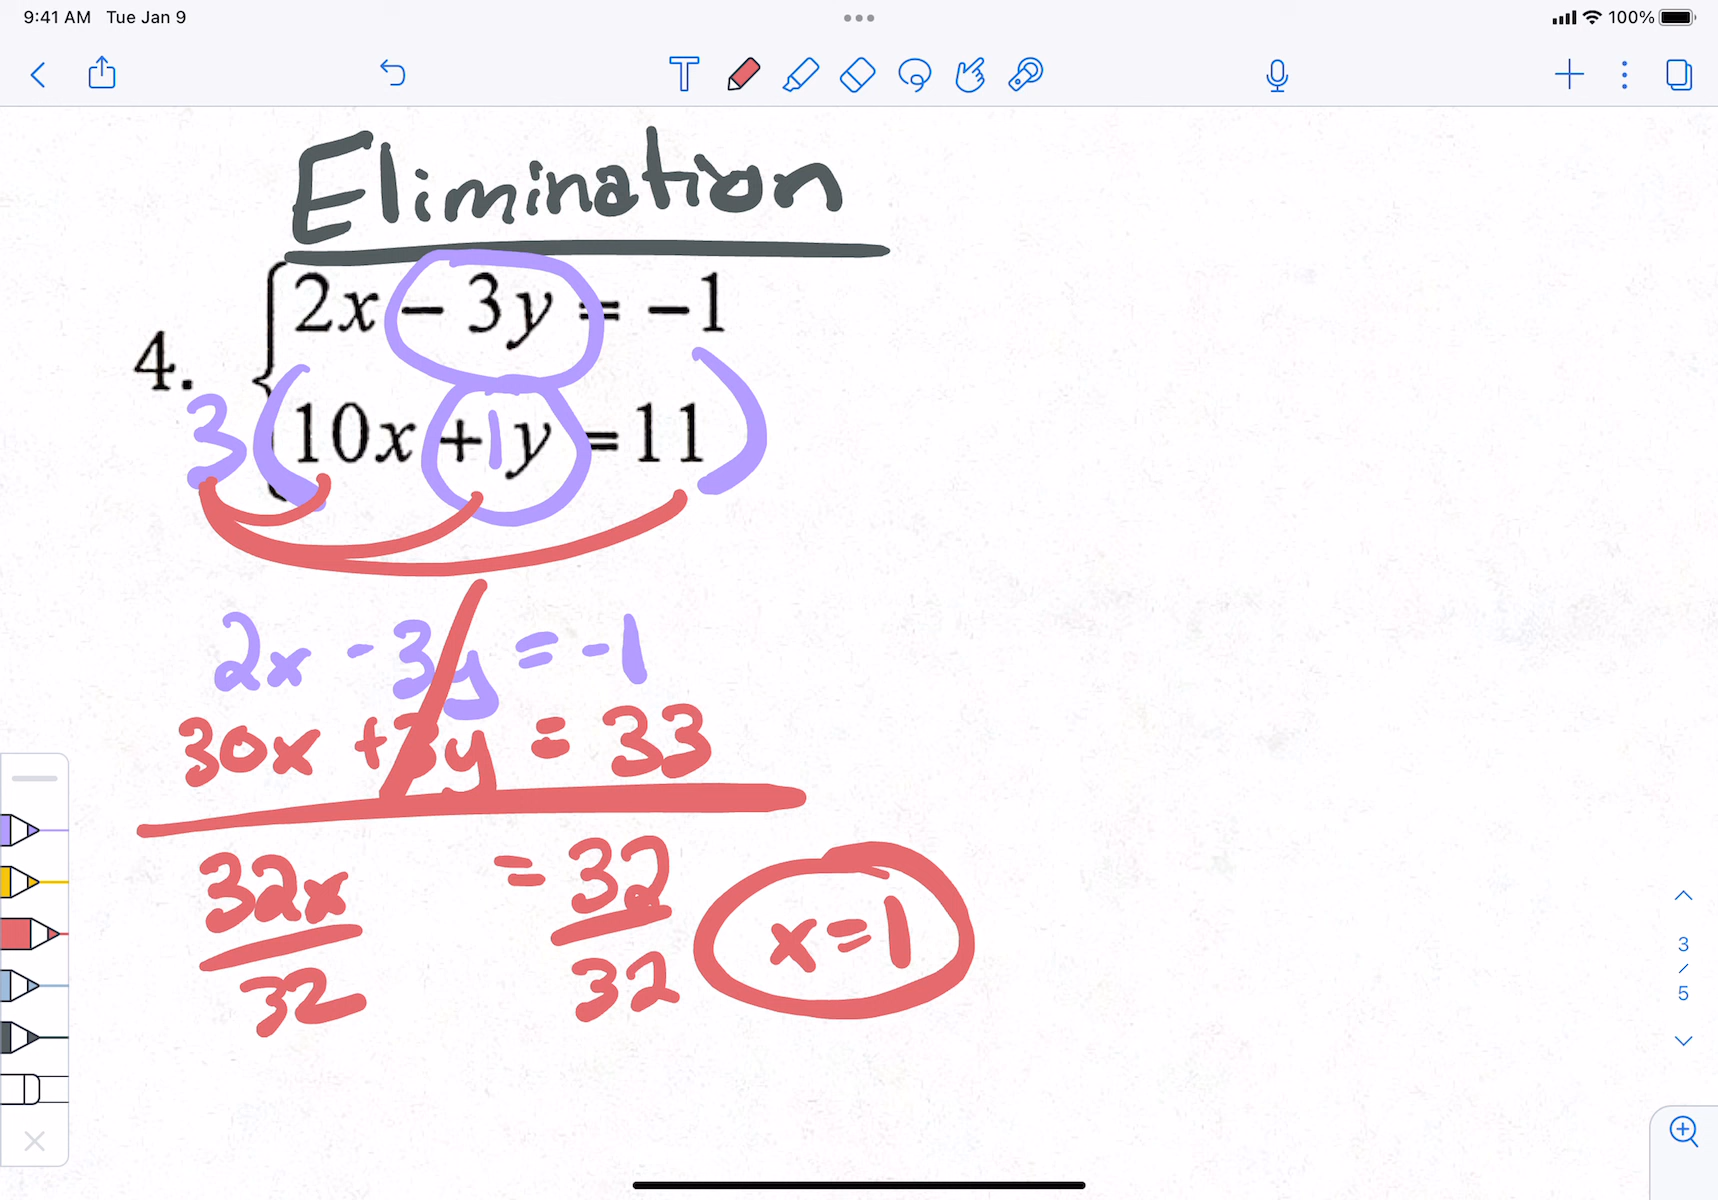 9:41 AM Tue Jan 9
100%
T
Elimination
4.
2x − 3y = −1
3(10x +1y = 11)
2x - 3y = -1
30x + 3y = 33
32x = 32
32 32
x = 1
3
/
5